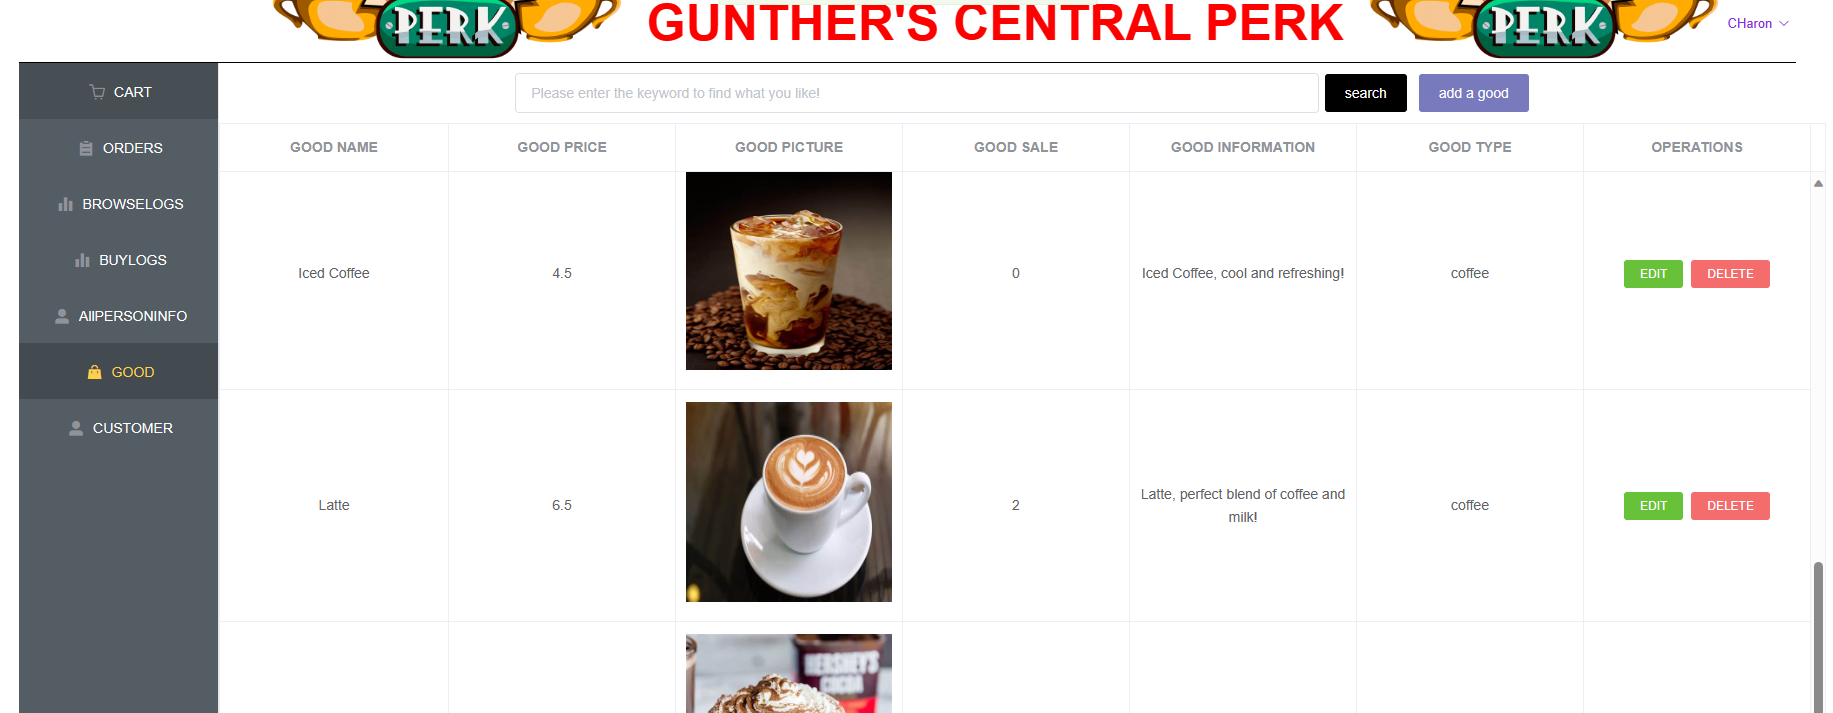 PERK
GUNTHER'S CENTRAL PERK
PERK
CHaron
CART
ORDERS
BROWSELOGS
BUYLOGS
AllPERSONINFO
GOOD
CUSTOMER
Please enter the keyword to find what you like!
search
add a good
GOOD NAME GOOD PRICE GOOD PICTURE GOOD SALE GOOD INFORMATION GOOD TYPE OPERATIONS
Iced Coffee 4.5 0 Iced Coffee, cool and refreshing! coffee EDIT DELETE
Latte 6.5 2 Latte, perfect blend of coffee and
milk! coffee EDIT DELETE
HERSHEY'S
COCOA